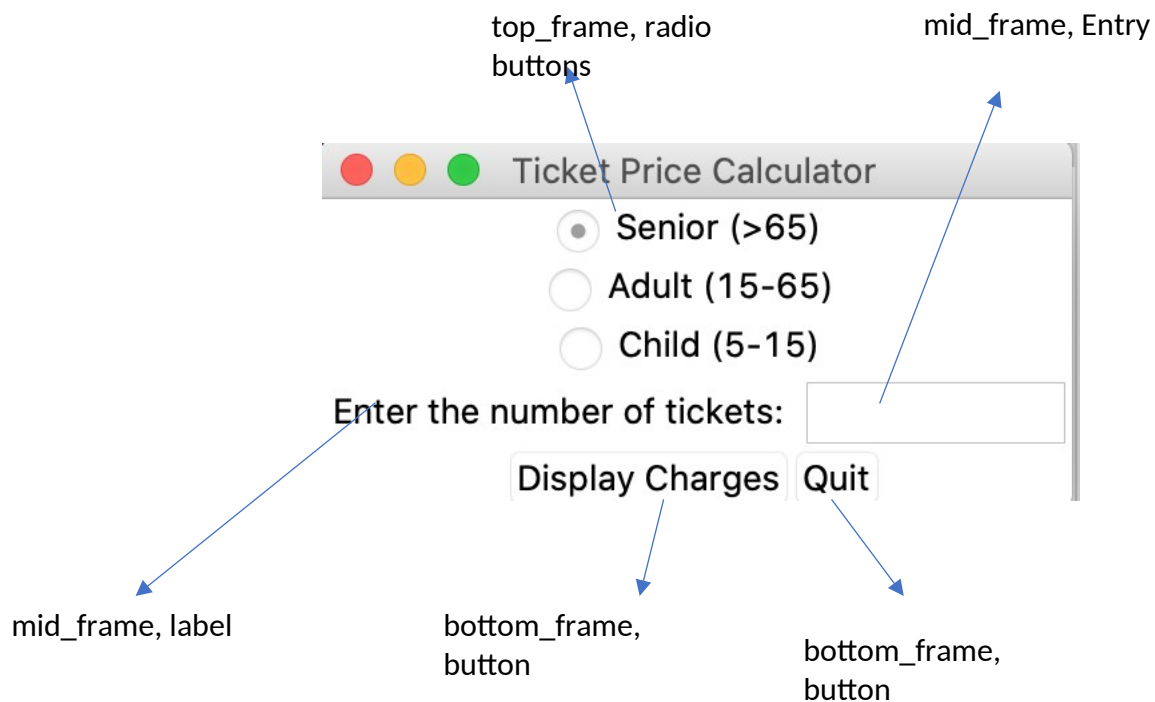 top_frame, radio
buttons
mid_frame, Entry
Ticket Price Calculator
Senior (>65)
Adult (15-65)
Child (5-15)
Enter the number of tickets:
Display Charges
Quit
mid_frame, label
bottom_frame,
button
bottom_frame,
button